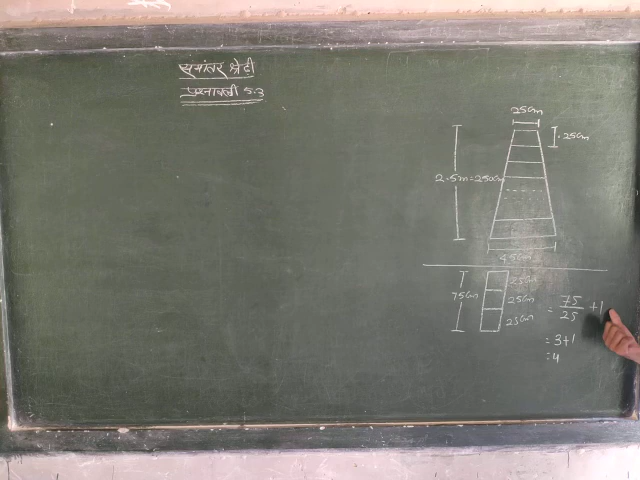 समांतर श्रेढ़ी
प्रश्नावली 5.3
25cm
25cm
2.5m=250cm
45cm
75cm
25cm
25cm
25cm
= 75/25 +1
= 3+1
=4